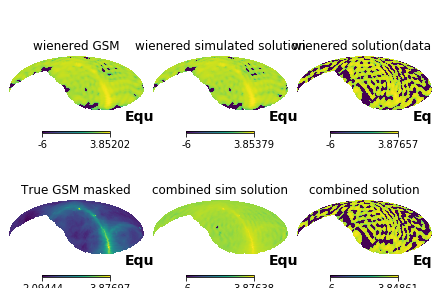 wienered GSM wienered simulated solution wienered solution(data
Equ Equ Equ
-6 3.85202 -6 3.85379 -6 3.87657
True GSM masked combined sim solution combined solution
Equ Equ Equ
2.09444 3.87697 -6 3.87638 -6 3.84861